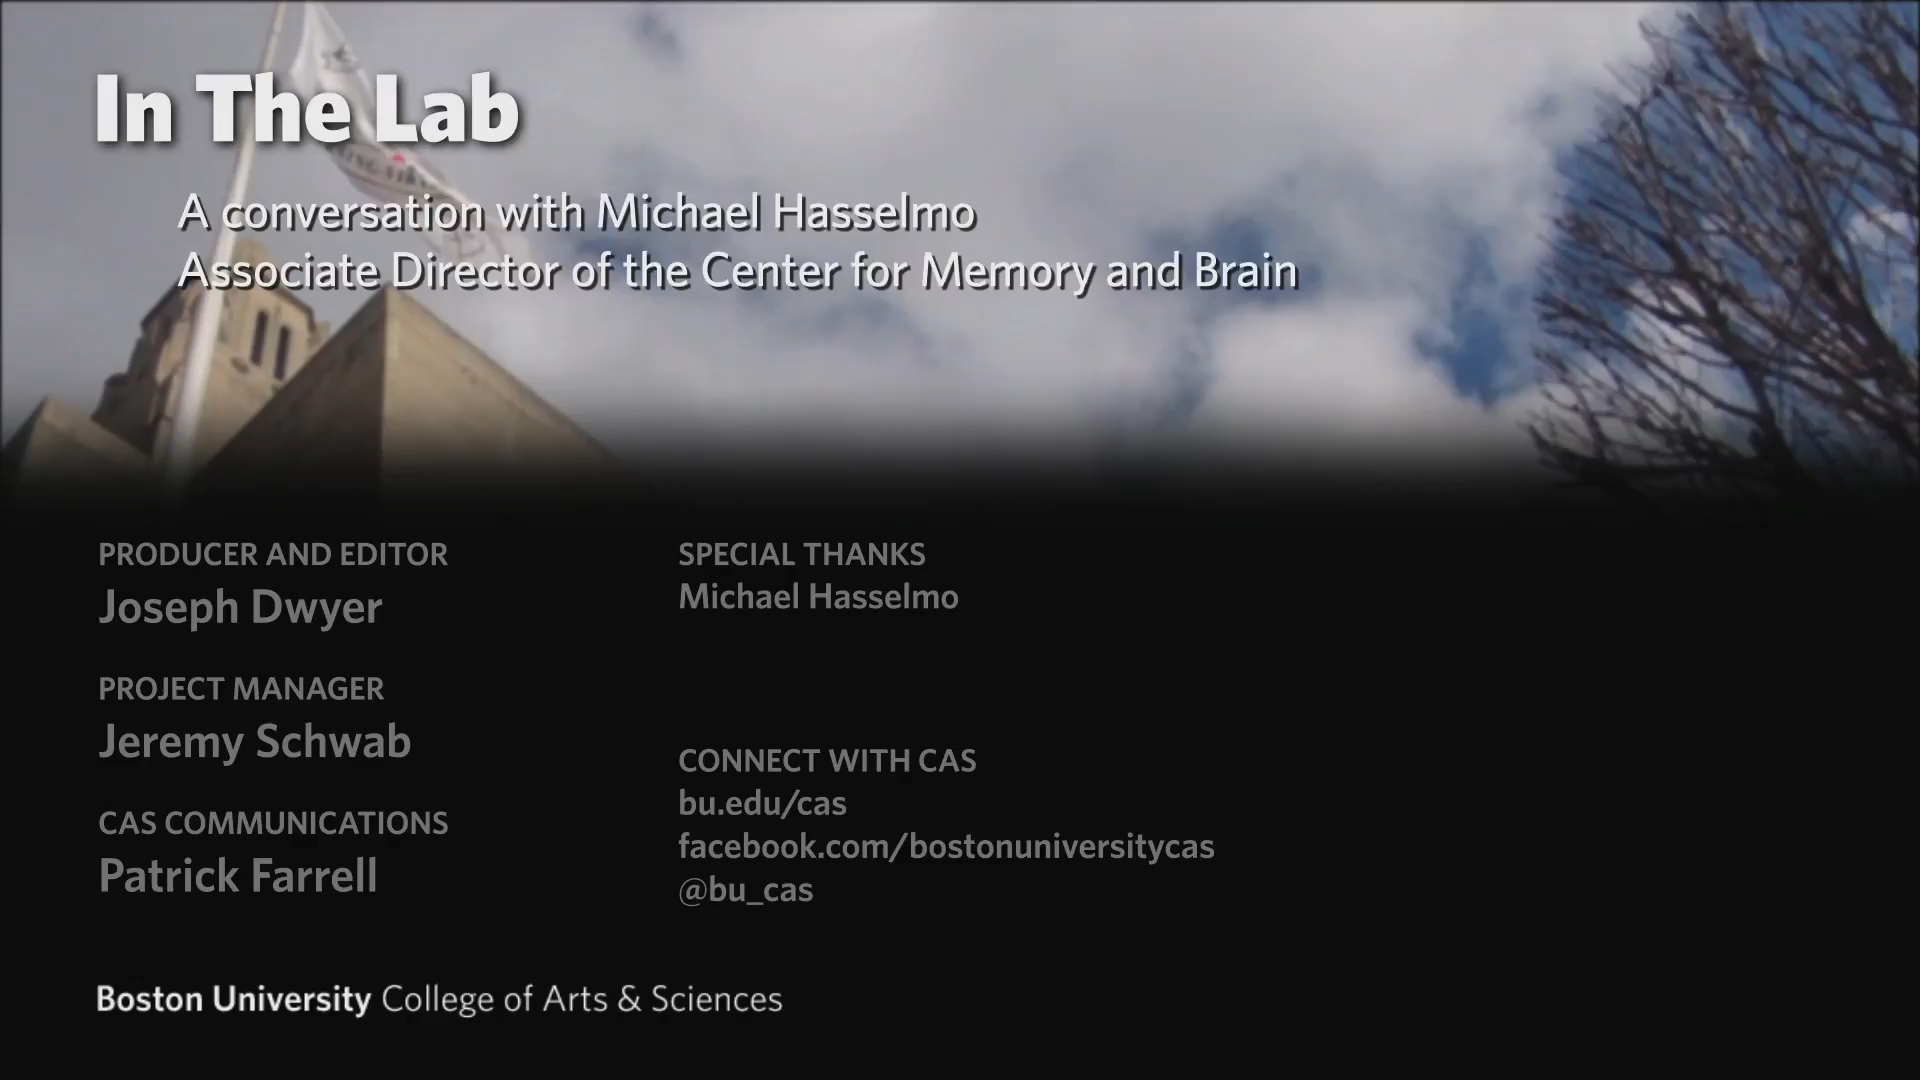 In The Lab
A conversation with Michael Hasselmo
Associate Director of the Center for Memory and Brain
PRODUCER AND EDITOR
Joseph Dwyer
PROJECT MANAGER
Jeremy Schwab
CAS COMMUNICATIONS
Patrick Farrell
SPECIAL THANKS
Michael Hasselmo
CONNECT WITH CAS
bu.edu/cas
facebook.com/bostonuniversitycas
@bu_cas
Boston University College of Arts & Sciences